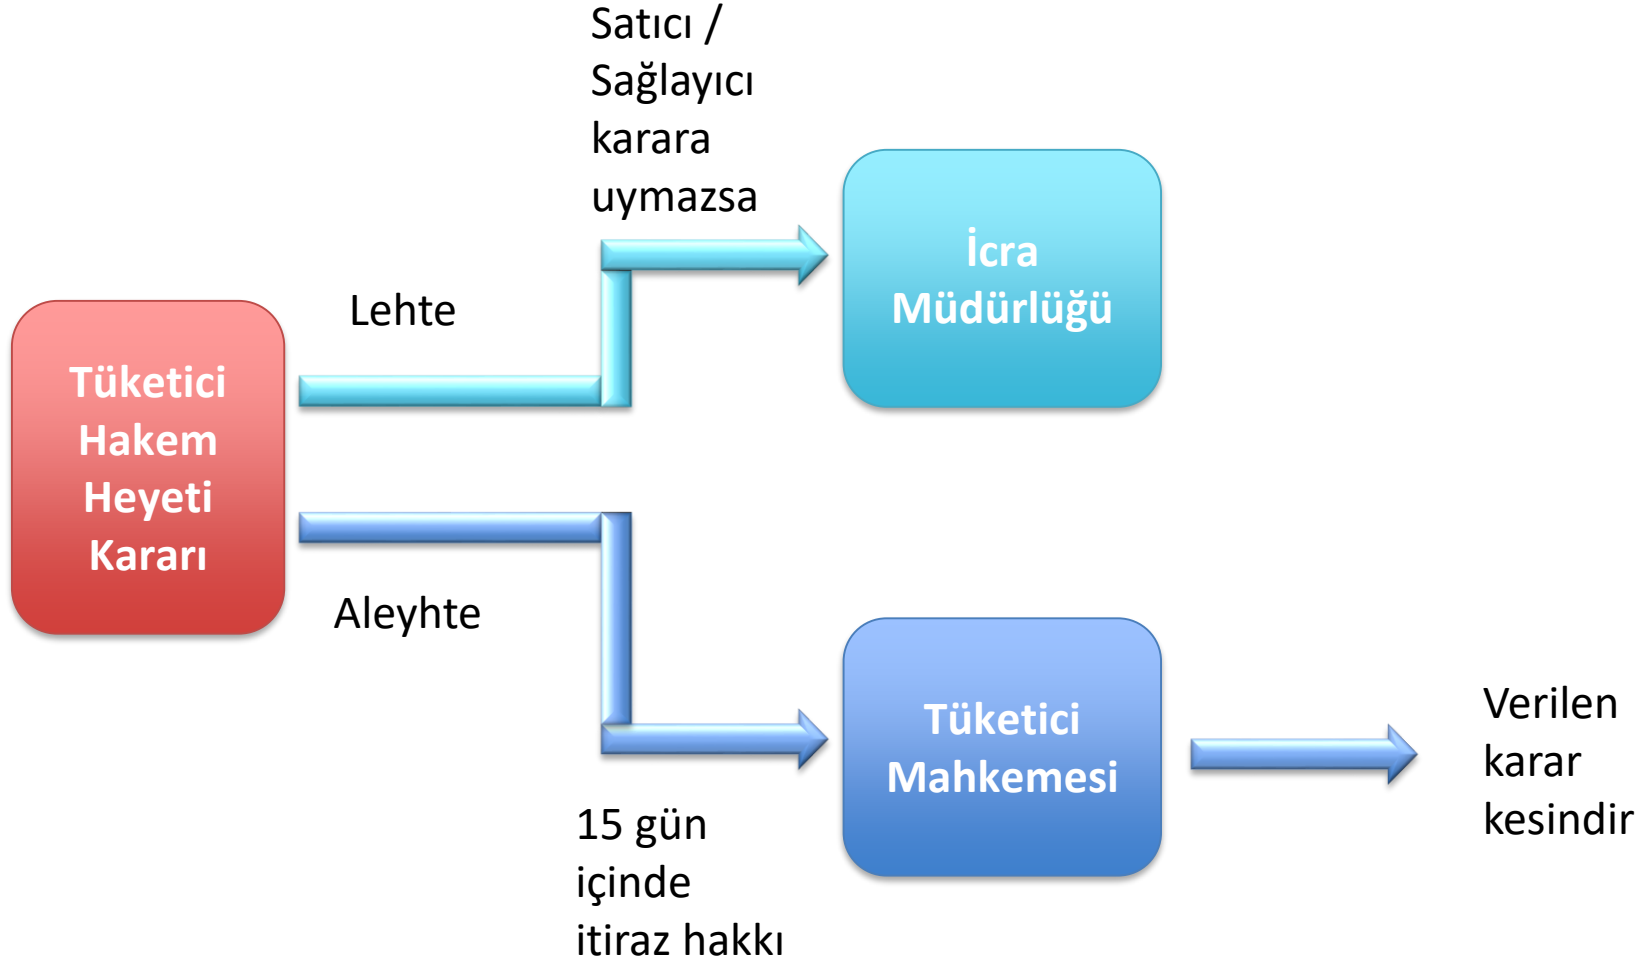 Satıcı /
Sağlayıcı
karara
uymazsa
İcra
Müdürlüğü
Lehte
Tüketici
Hakem
Heyeti
Kararı
Aleyhte
Tüketici
Mahkemesi
Verilen
karar
kesindir
15 gün
içinde
itiraz hakkı